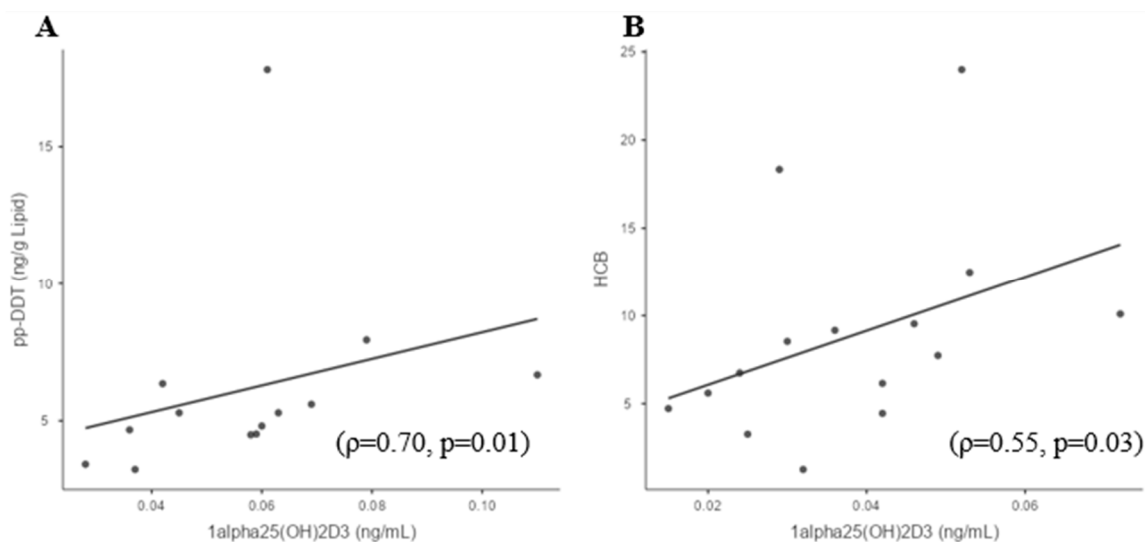 A
pp-DDT (ng/g Lipid)
15
10
5
0.04 0.06 0.08 0.10
1alpha25(OH)2D3 (ng/mL)
(ρ=0.70, p=0.01)
B
HCB
25
20
15
10
5
0.02 0.04 0.06
1alpha25(OH)2D3 (ng/mL)
(ρ=0.55, p=0.03)